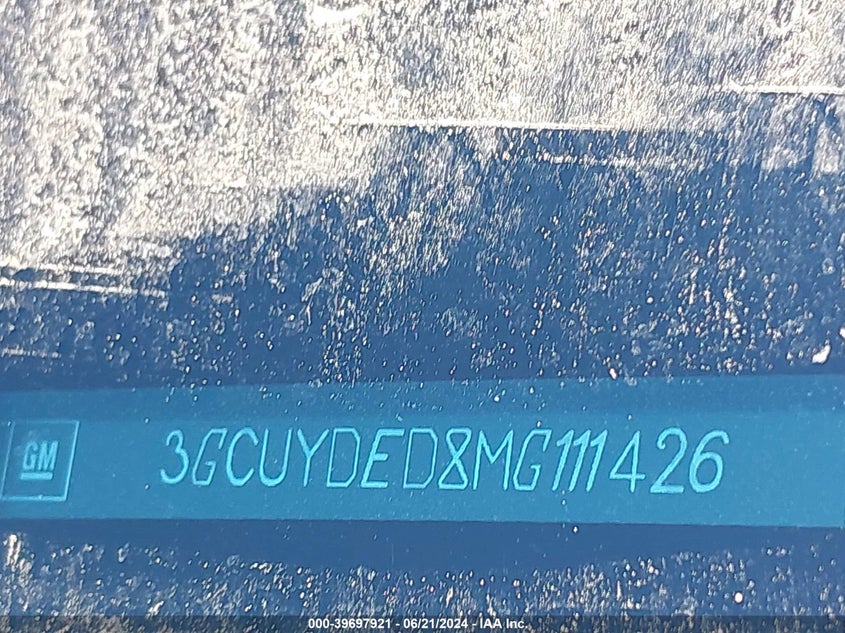 GM 3GCUYDED8MG111426
000-39697921 - 06/21/2024 - IAA Inc.